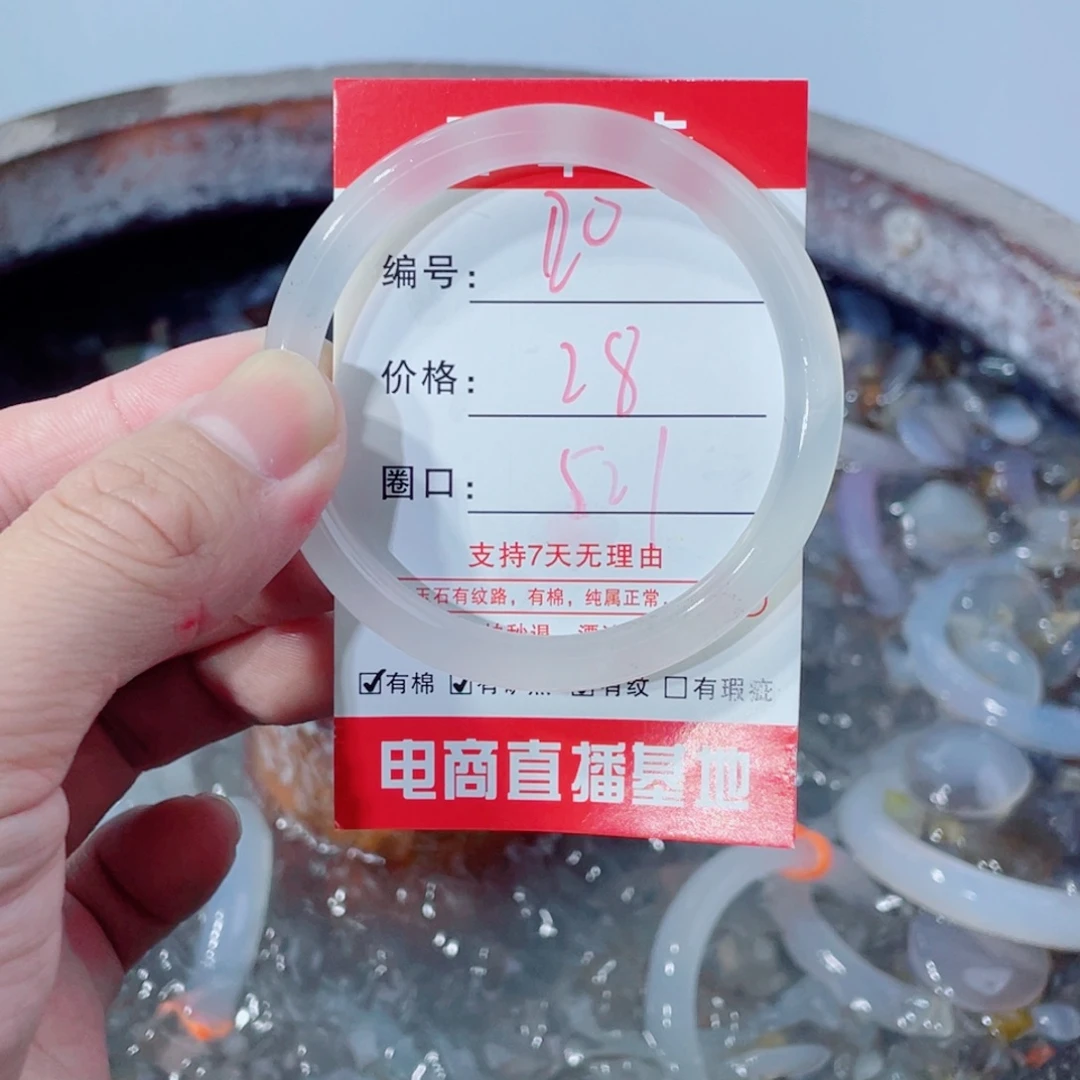 编号：
价格：28
圈口：521
支持7天无理由
玉石有纹路，有棉，纯属正常
有棉 有纹 有瑕疵
电商直播基地